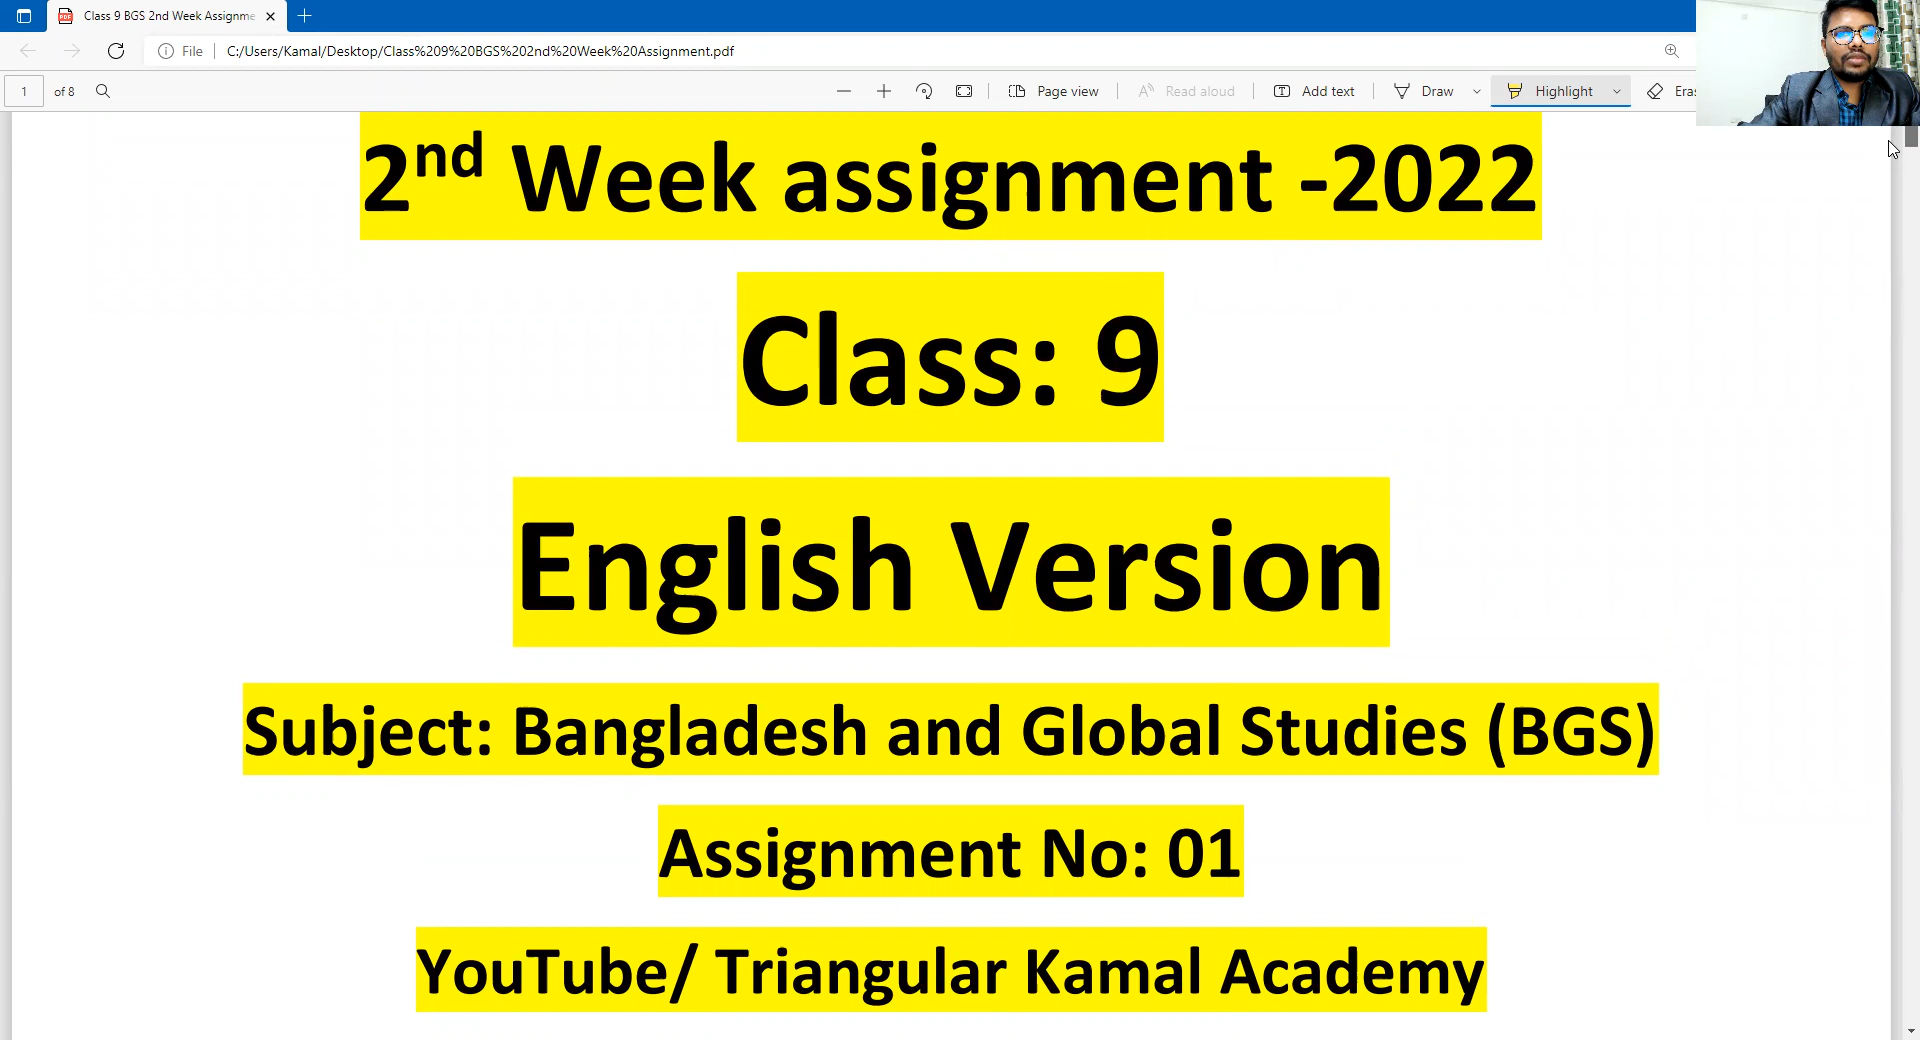 Class 9 BGS 2nd Week Assignme
File C:/Users/Kamal/Desktop/Class%209%20BGS%202nd%20Week%20Assignment.pdf
1 of 8 Page view Read aloud Add text Draw Highlight Eras
2nd Week assignment -2022
Class: 9
English Version
Subject: Bangladesh and Global Studies (BGS)
Assignment No: 01
YouTube/ Triangular Kamal Academy